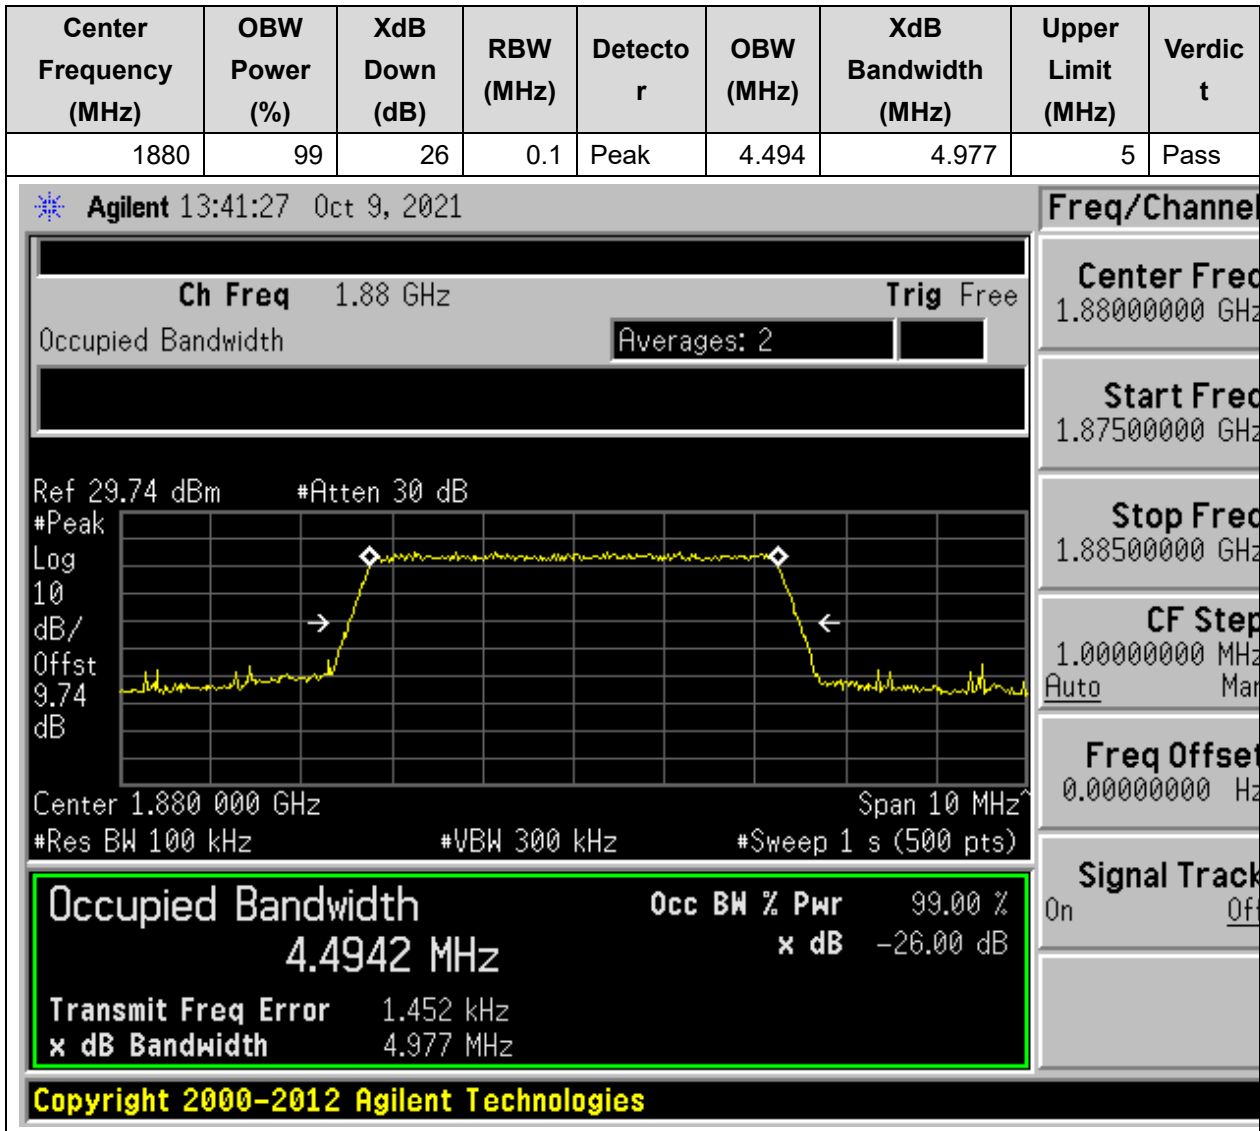 Center Frequency (MHz) OBW Power (%) XdB Down (dB) RBW (MHz) Detector OBW (MHz) XdB Bandwidth (MHz) Upper Limit (MHz) Verdict
1880 99 26 0.1 Peak 4.494 4.977 5 Pass
Agilent 13:41:27 Oct 9, 2021
Freq/Channel
Ch Freq 1.88 GHz Trig Free
Occupied Bandwidth Averages: 2
Center Freq
1.88000000 GHz
Start Freq
1.87500000 GHz
Stop Freq
1.88500000 GHz
CF Step
1.00000000 MHz
Auto Man
Freq Offset
0.00000000 Hz
Signal Track
On Off
Ref 29.74 dBm #Atten 30 dB
#Peak
Log
10
dB/
Offst
9.74
dB
Center 1.880 000 GHz Span 10 MHz^
#Res BW 100 kHz #VBW 300 kHz #Sweep 1 s (500 pts)
Occupied Bandwidth Occ BW % Pwr 99.00 %
4.4942 MHz x dB -26.00 dB
Transmit Freq Error 1.452 kHz
x dB Bandwidth 4.977 MHz
Copyright 2000-2012 Agilent Technologies